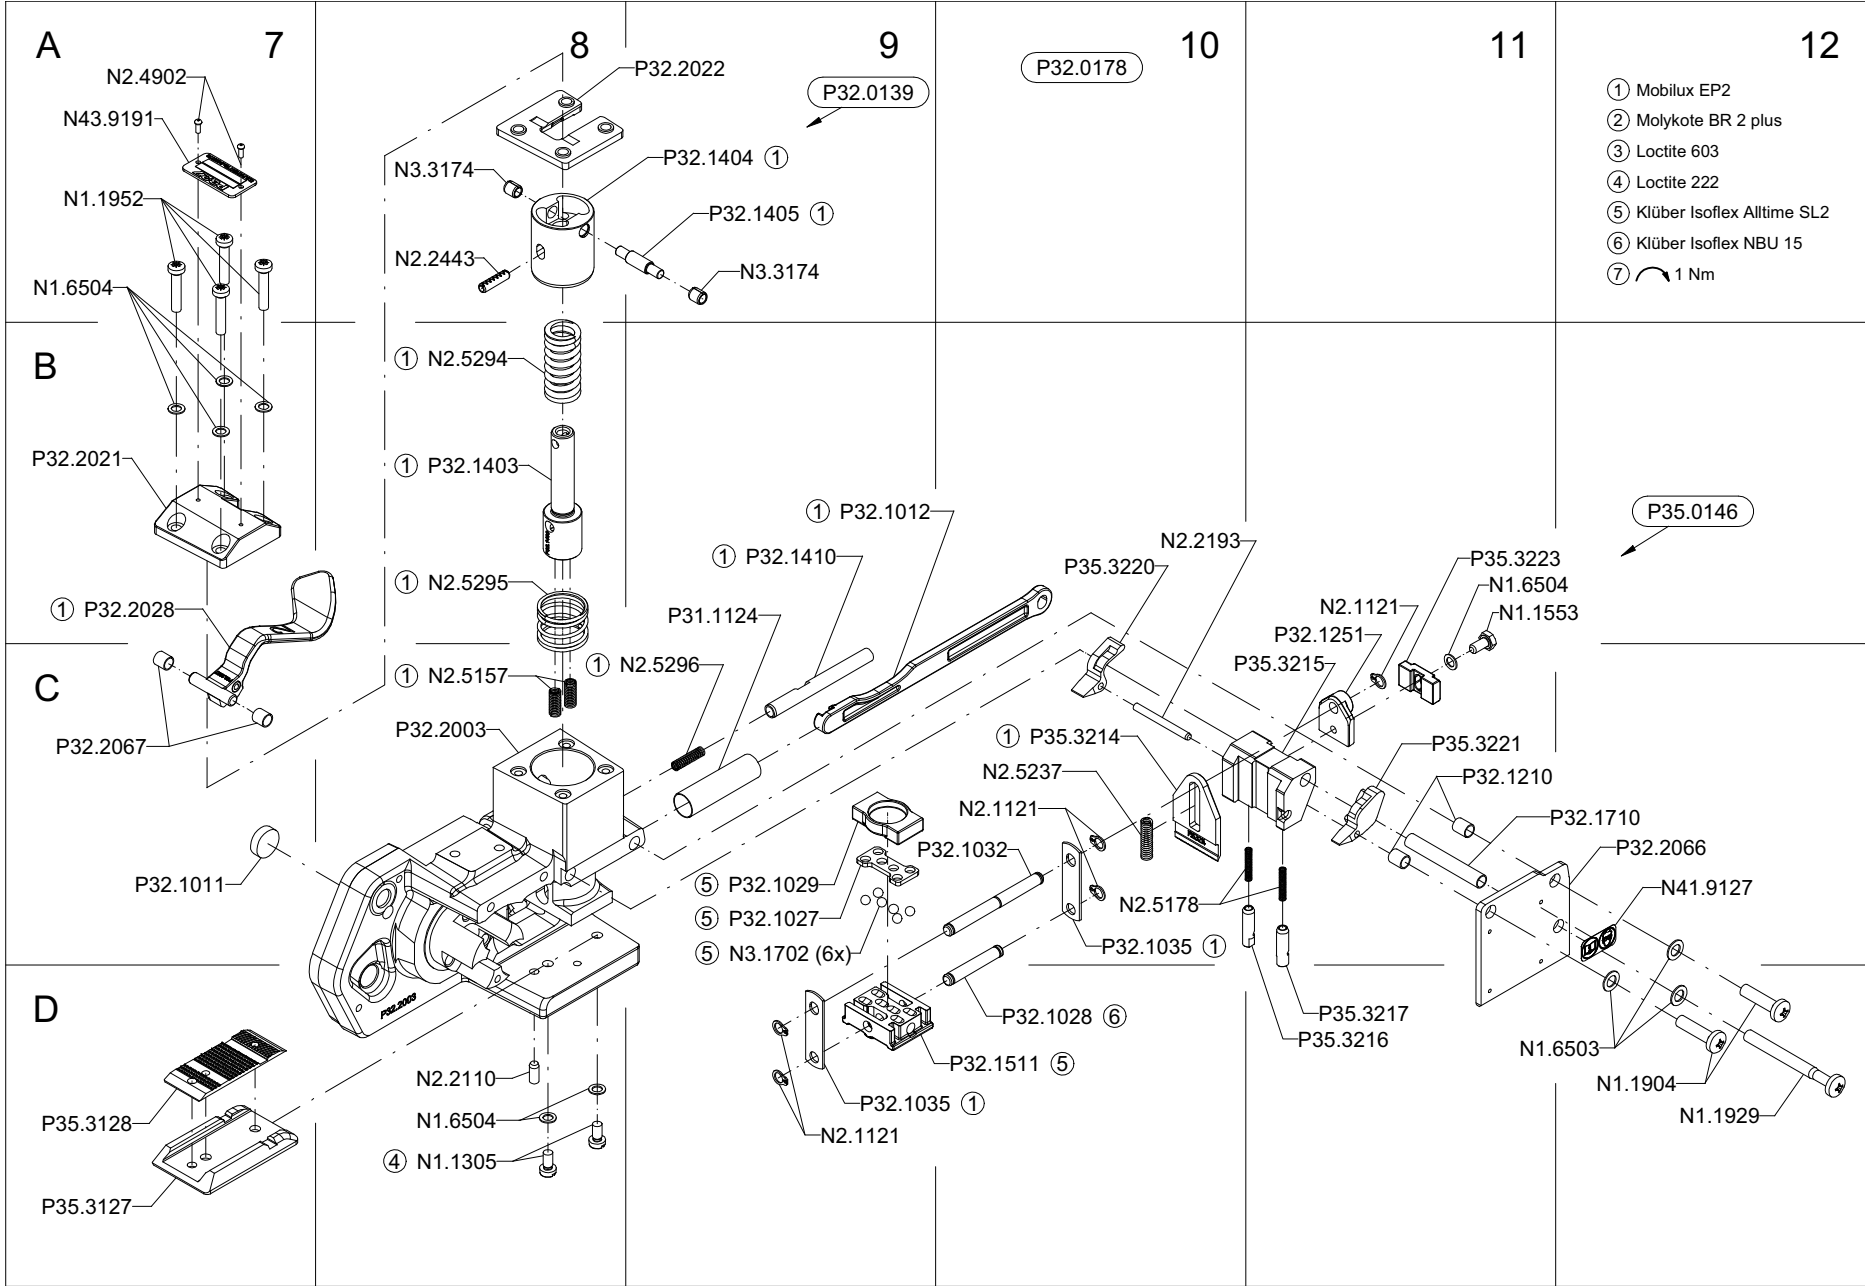 A
7
8
9
10
11
12
N2.4902
N43.9191
N1.1952
N1.6504
P32.2022
P32.0139
P32.0178
P32.1404 ①
N3.3174
P32.1405 ①
N2.2443
N3.3174
① Mobilux EP2
② Molykote BR 2 plus
③ Loctite 603
④ Loctite 222
⑤ Klüber Isoflex Alltime SL2
⑥ Klüber Isoflex NBU 15
⑦ 1 Nm
B
P32.2021
① P32.2028
① N2.5294
① P32.1403
① N2.5295
① P32.1012
① P32.1410
P31.1124
N2.2193
P35.3220
P35.0146
P35.3223
N1.6504
N2.1121
N1.1553
P32.1251
P35.3215
C
P32.2067
① N2.5157
① N2.5296
P32.2003
P32.1011
① P35.3214
N2.5237
N2.1121
P32.1032
⑤ P32.1029
⑤ P32.1027
⑤ N3.1702 (6x)
N2.5178
P32.1035 ①
P35.3221
P32.1210
P32.1710
P32.2066
N41.9127
D
P32.2003
P35.3128
P35.3127
N2.2110
N1.6504
④ N1.1305
P32.1028 ⑥
P32.1511 ⑤
P32.1035 ①
N2.1121
P35.3217
P35.3216
N1.6503
N1.1904
N1.1929